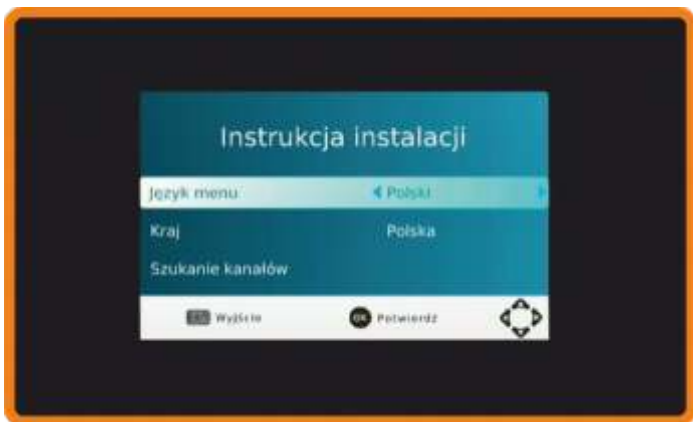 Instrukcja instalacji
Język menu Polski
Kraj Polska
Szukanie kanałów
Wyjście OK Potwierdź